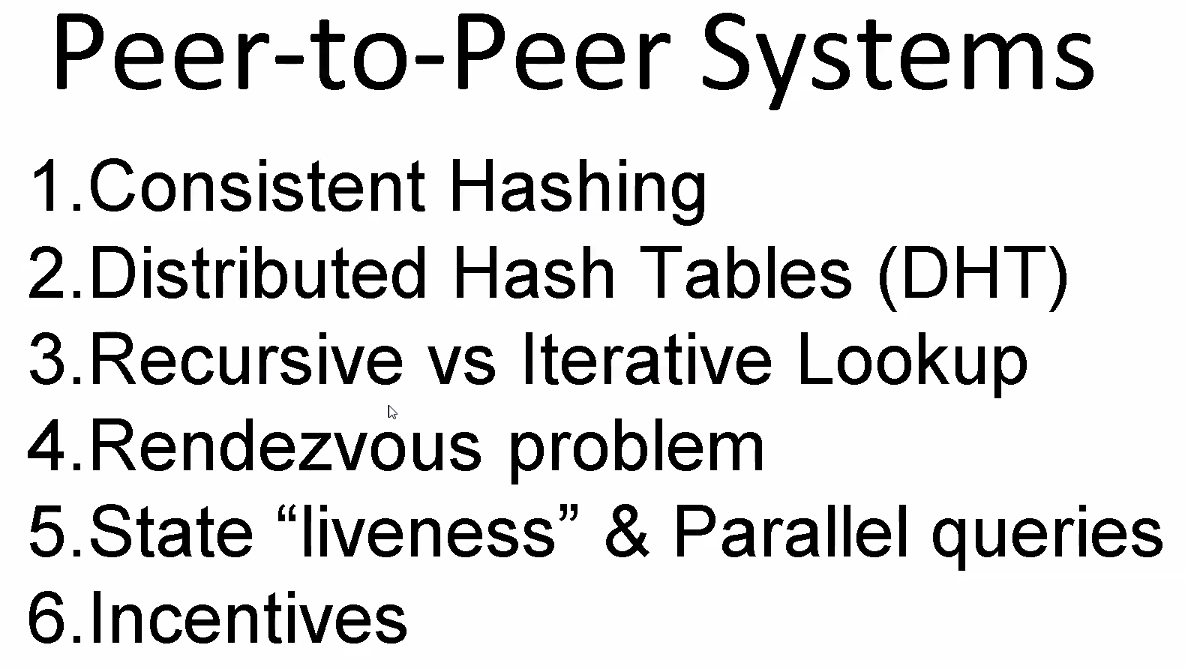 Peer-to-Peer Systems
1.Consistent Hashing
2.Distributed Hash Tables (DHT)
3.Recursive vs Iterative Lookup
4.Rendezvous problem
5.State “liveness” & Parallel queries
6.Incentives